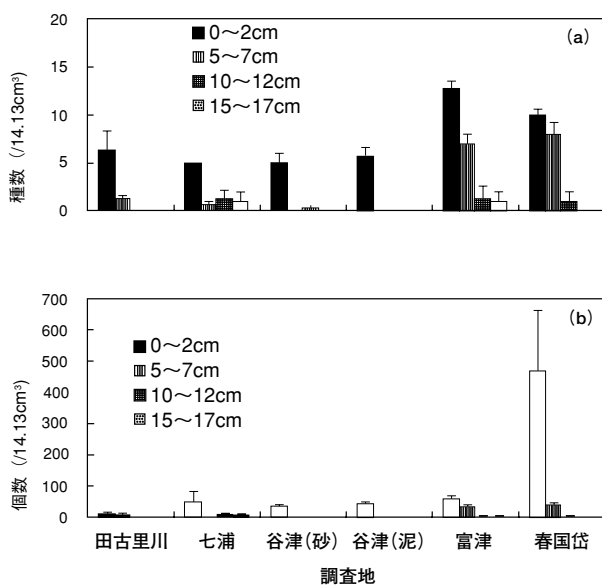 (a)
20
15
10
5
0
種数 (/14.13cm³)
0～2cm
5～7cm
10～12cm
15～17cm
(b)
700
600
500
400
300
200
100
0
個数 (/14.13cm³)
0～2cm
5～7cm
10～12cm
15～17cm
田古里川 七浦 谷津(砂) 谷津(泥) 富津 春国岱
調査地